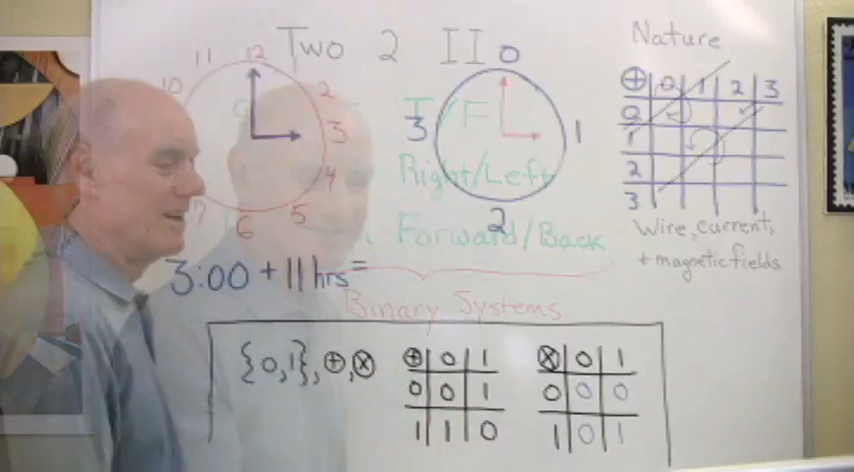 Two 2 II
11 12
10 2
3
4
7 6 5
0
3 1
2
T/F
Right/Left
Forward/Back
3:00 + 11 hrs =
Binary Systems
{0,1}, ⊕, ⊗
⊕ 0 1
0 0 1
1 1 0
⊗ 0 1
0 0 0
1 0 1
Nature
⊕ 0 1 2 3
0
1
2
3
Wire, current,
+ magnetic fields